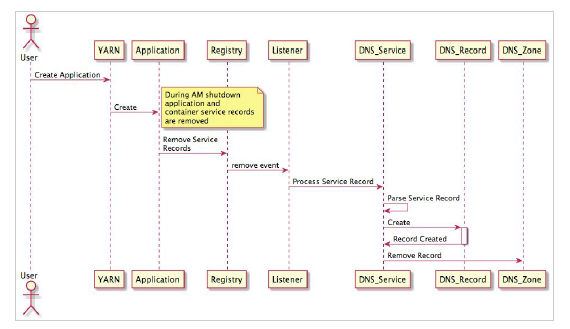 User
YARN
Application
Registry
Listener
DNS_Service
DNS_Record
DNS_Zone
Create Application
Create
During AM shutdown
application and
container service records
are removed
Remove Service
Records
remove event
Process Service Record
Parse Service Record
Create
Record Created
Remove Record
User
YARN
Application
Registry
Listener
DNS_Service
DNS_Record
DNS_Zone